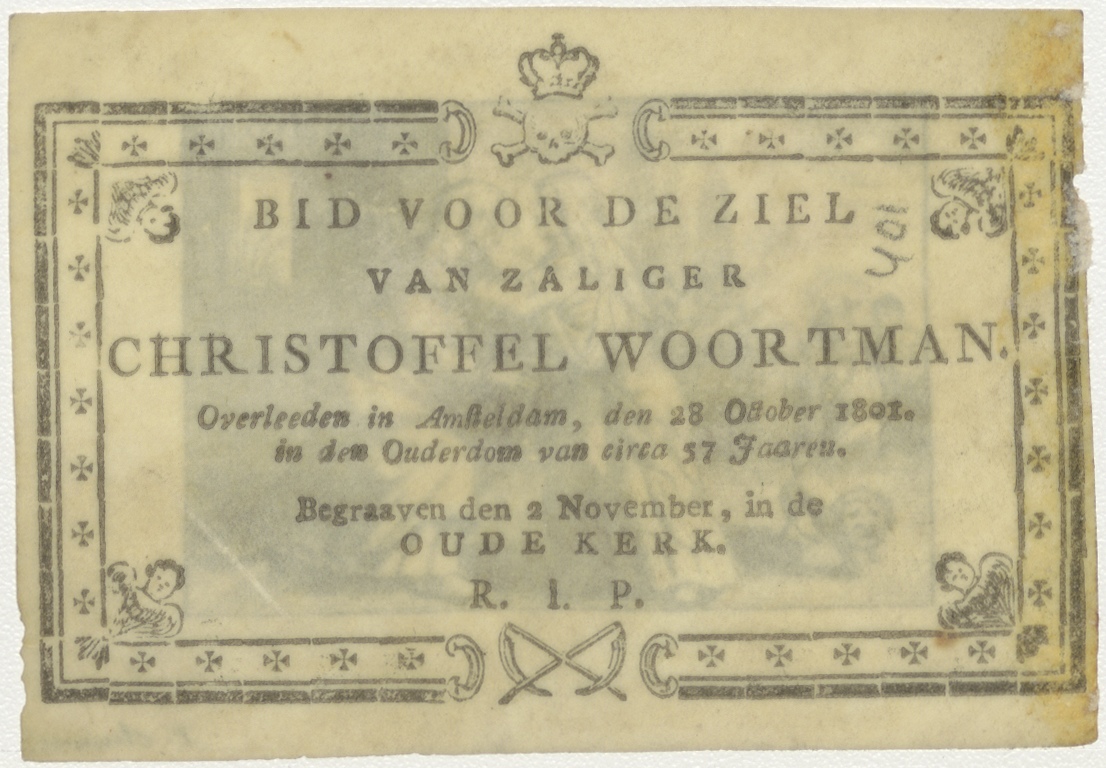 BID VOOR DE ZIEL
VAN ZALIGER
CHRISTOFFEL WOORTMAN.
Overleeden in Amsteldam, den 28 October 1801.
in den Ouderdom van circa 57 Jaaren.
Begraaven den 2 November, in de
OUDE KERK.
R. I. P.